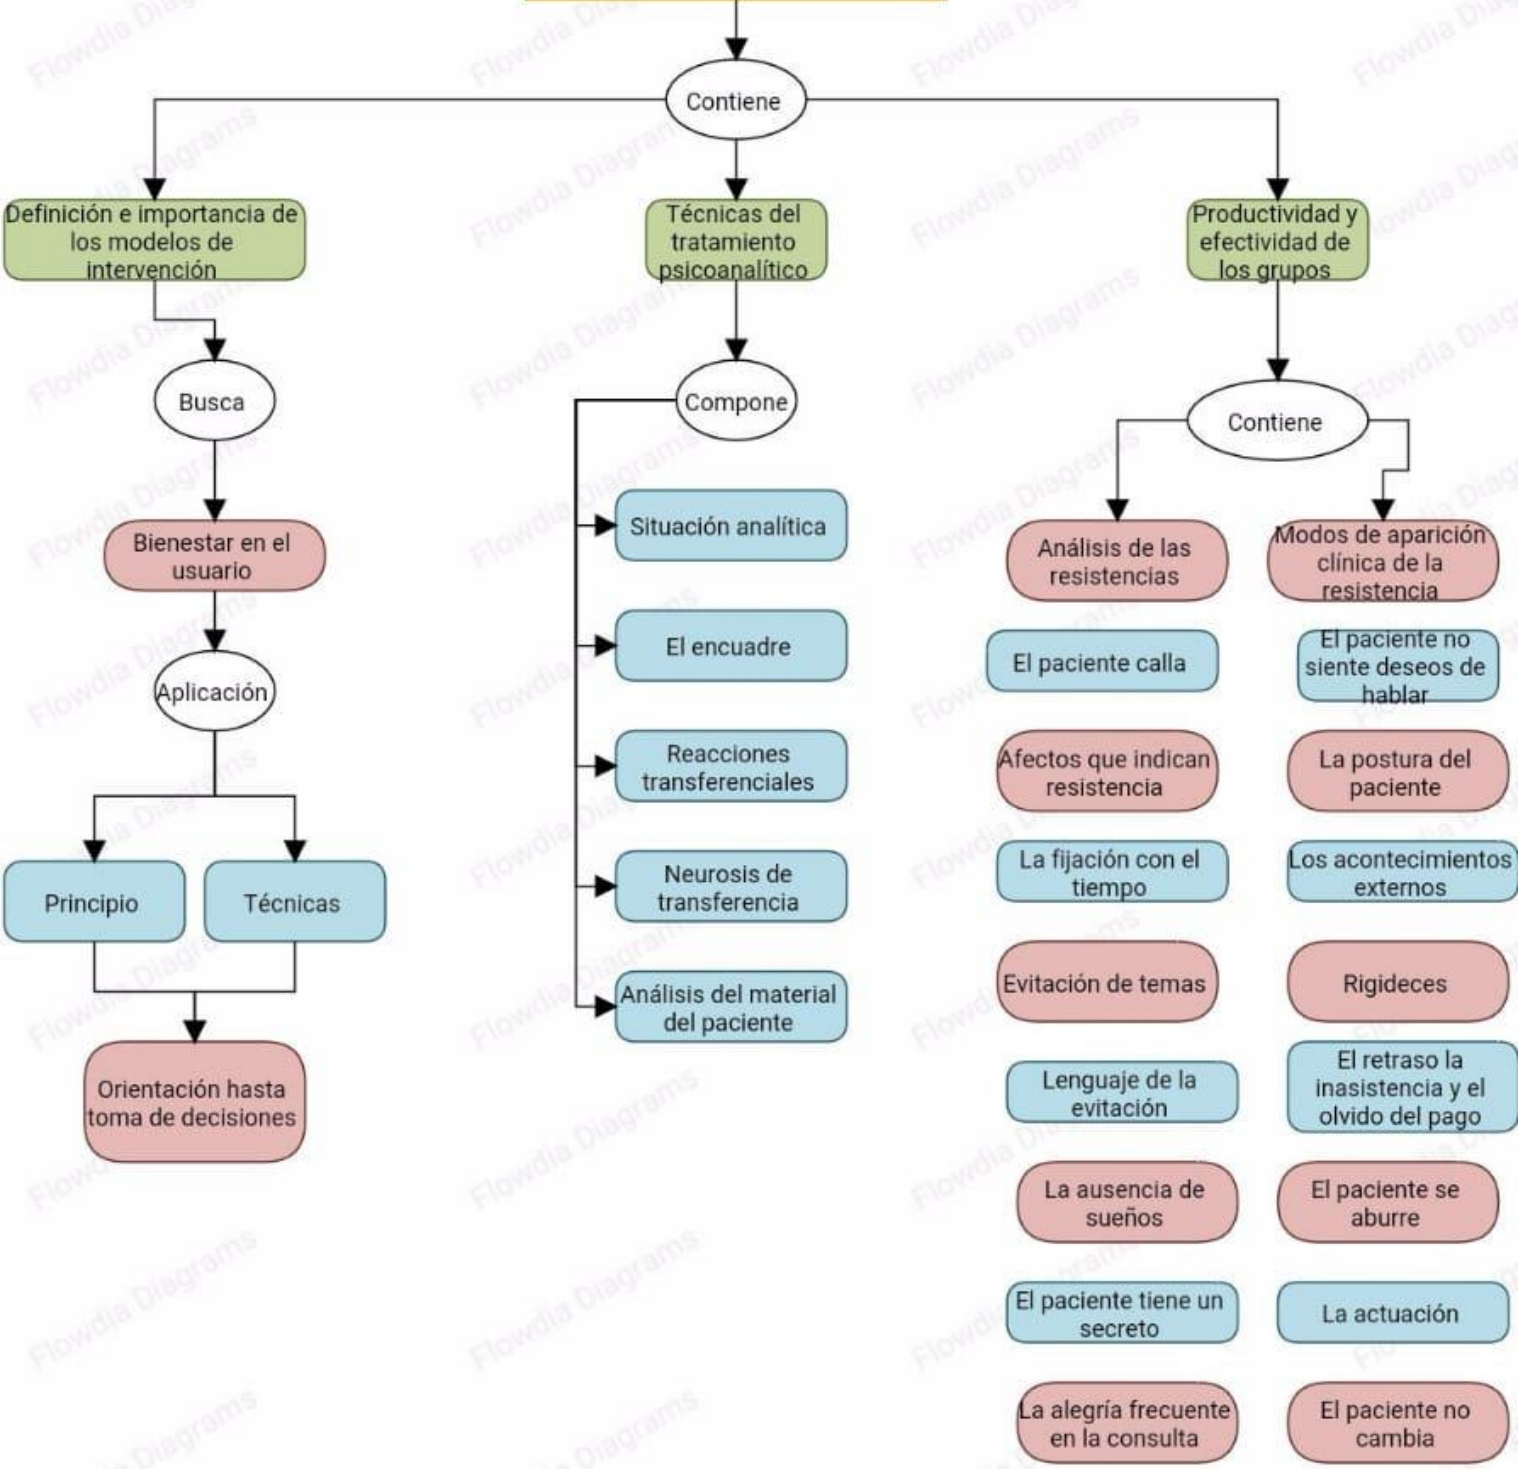 Contiene
Definición e importancia de
los modelos de
intervención
Técnicas del
tratamiento
psicoanalítico
Productividad y
efectividad de
los grupos
Busca
Compone
Contiene
Bienestar en el
usuario
Aplicación
Principio
Técnicas
Orientación hasta
toma de decisiones
Situación analítica
El encuadre
Reacciones
transferenciales
Neurosis de
transferencia
Análisis del material
del paciente
Análisis de las
resistencias
Modos de aparición
clínica de la
resistencia
El paciente calla
El paciente no
siente deseos de
hablar
Afectos que indican
resistencia
La postura del
paciente
La fijación con el
tiempo
Los acontecimientos
externos
Evitación de temas
Rigideces
Lenguaje de la
evitación
El retraso la
inasistencia y el
olvido del pago
La ausencia de
sueños
El paciente se
aburre
El paciente tiene un
secreto
La actuación
La alegría frecuente
en la consulta
El paciente no
cambia
Flowdia Diagrams